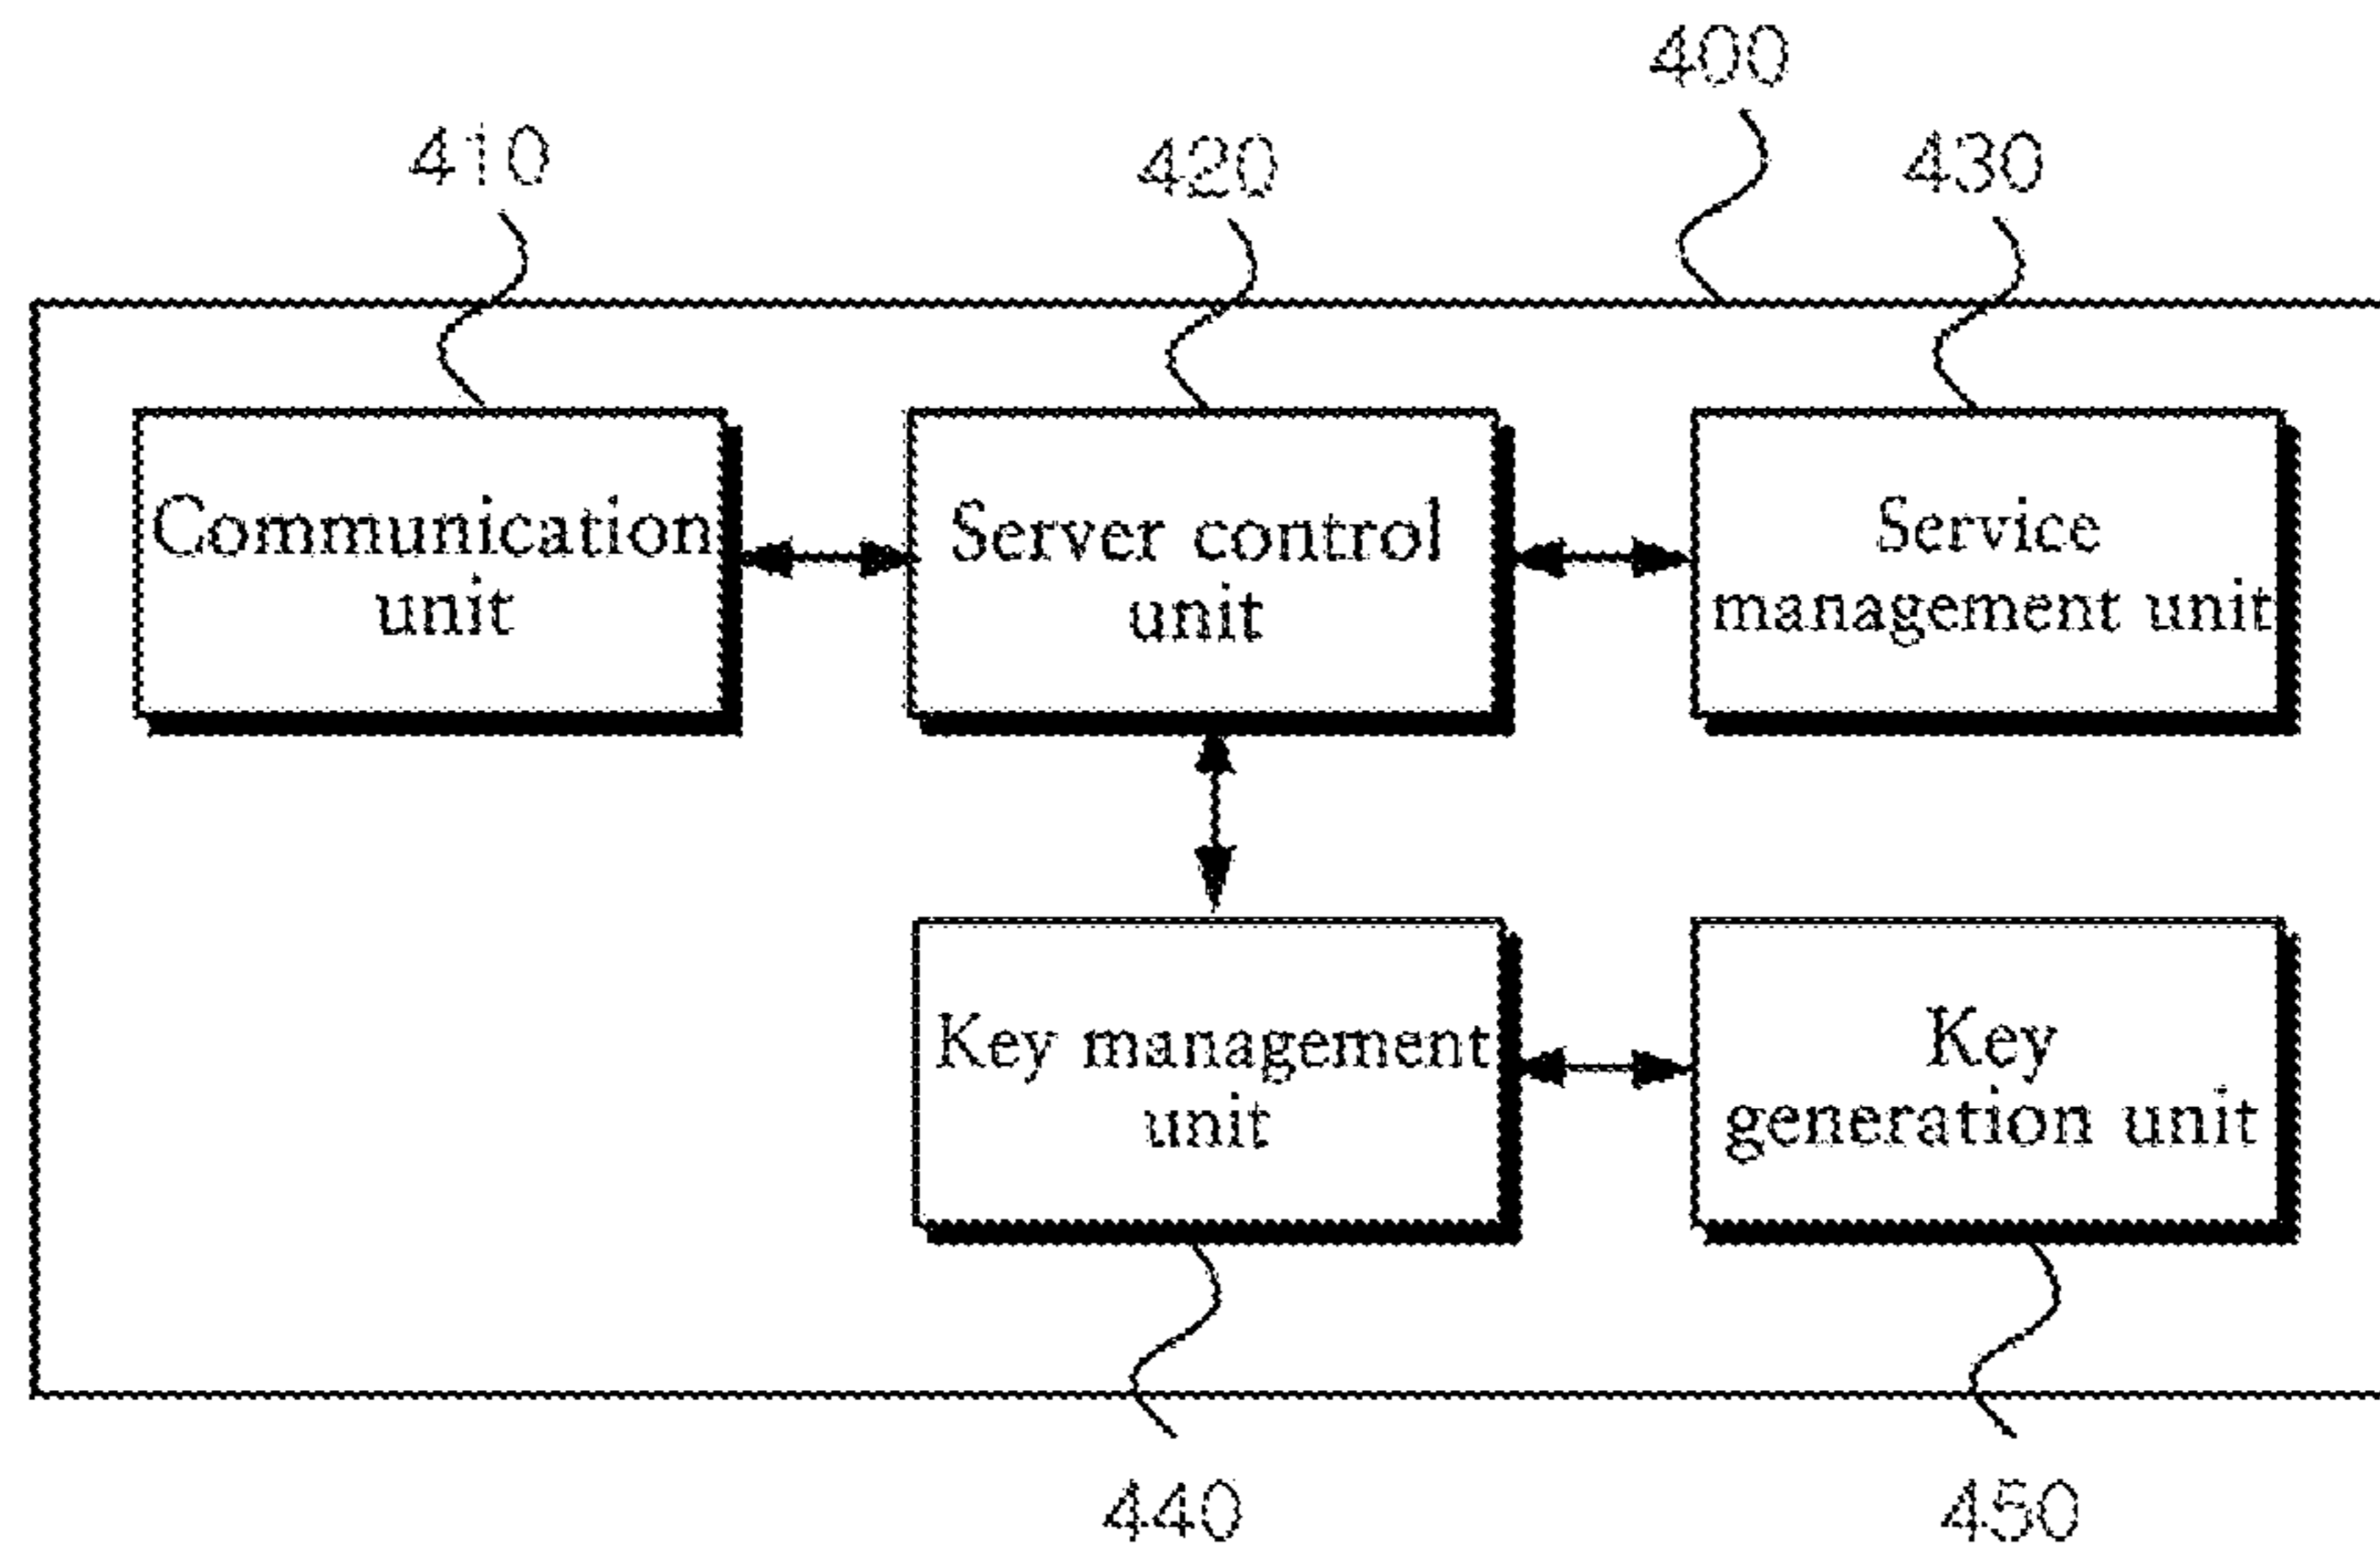 400
410
420
430
Communication
unit
Server control
unit
Service
management unit
Key management
unit
Key
generation unit
440
450